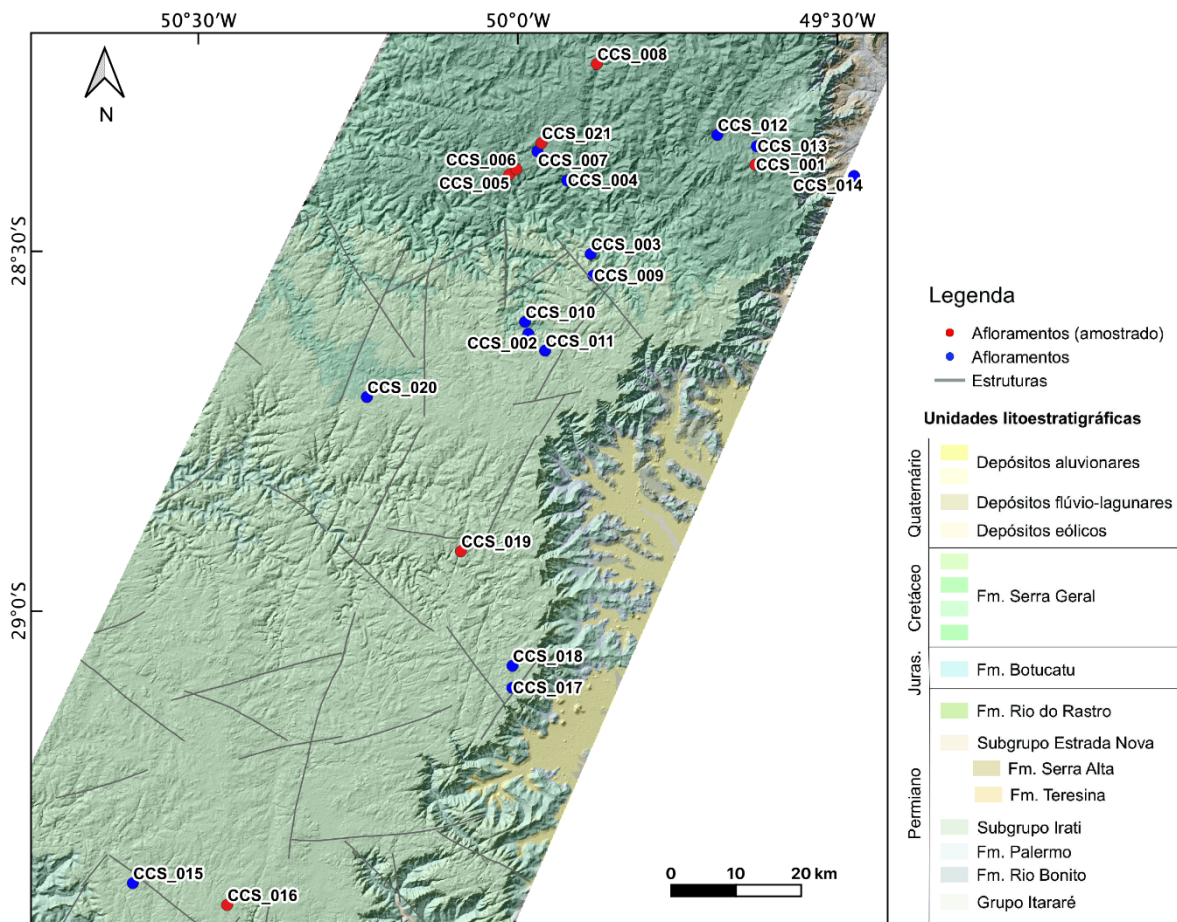 50°30'W 50°0'W 49°30'W
N
CCS_008
CCS_012
CCS_021
CCS_013
CCS_006
CCS_007
CCS_001
CCS_005
CCS_004
CCS_014
28°30'S
CCS_003
CCS_009
CCS_010
CCS_002
CCS_011
CCS_020
CCS_019
29°0'S
CCS_018
CCS_017
CCS_015
CCS_016
0 10 20 km
Legenda
Afloramentos (amostrado)
Afloramentos
Estruturas
Unidades litoestratigráficas
Quaternário
Depósitos aluvionares
Depósitos flúvio-lagunares
Depósitos eólicos
Cretáceo
Fm. Serra Geral
Juras.
Fm. Botucatu
Permiano
Fm. Rio do Rastro
Subgrupo Estrada Nova
Fm. Serra Alta
Fm. Teresina
Subgrupo Irati
Fm. Palermo
Fm. Rio Bonito
Grupo Itararé